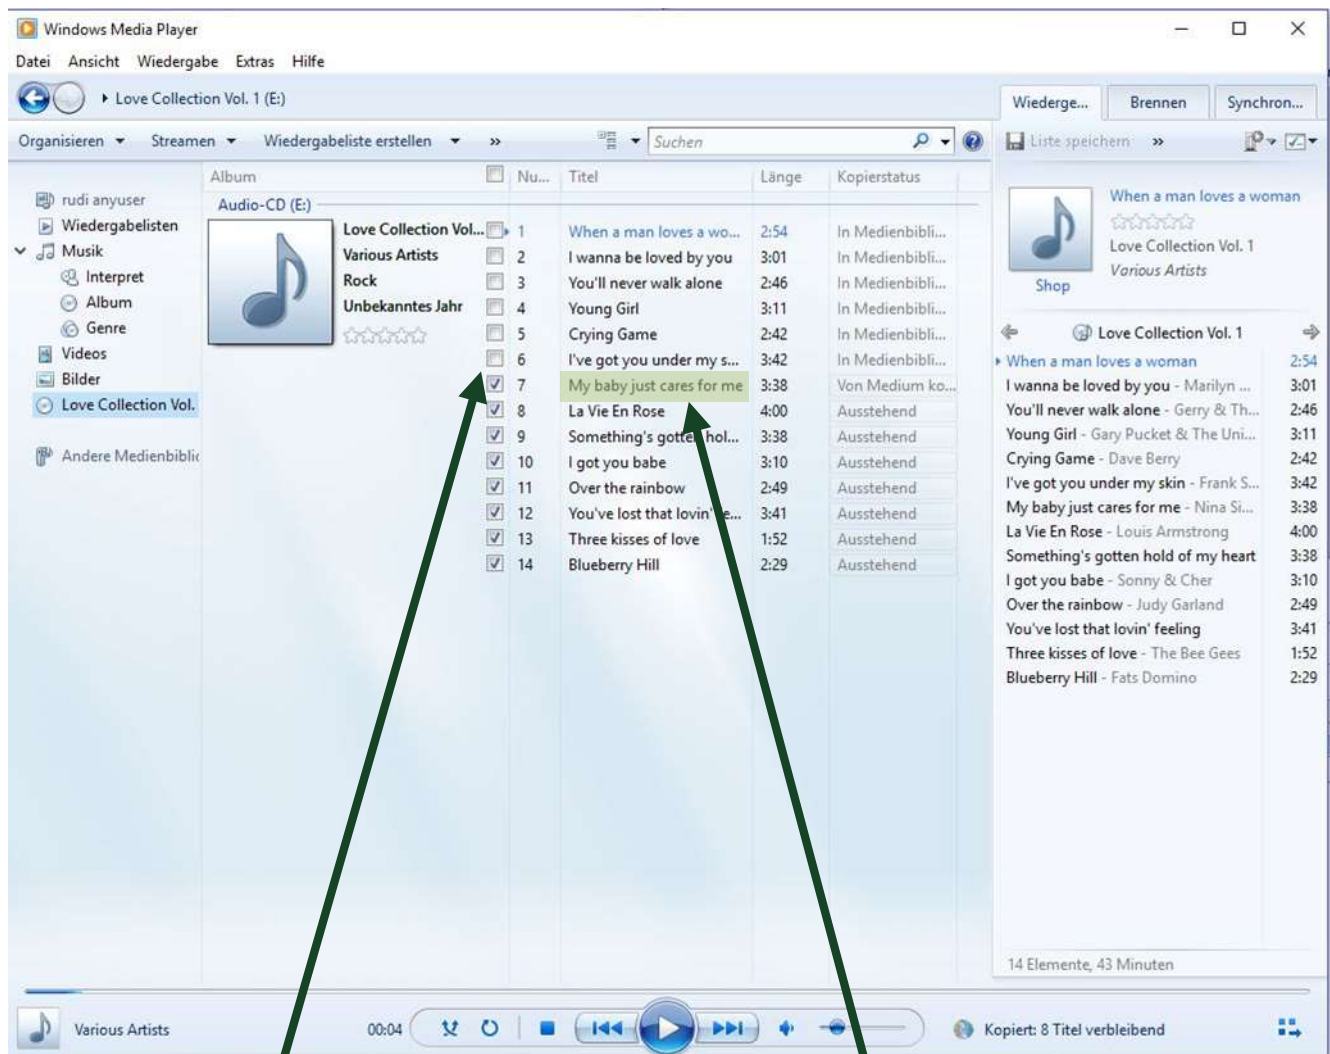 Windows Media Player
Datei Ansicht Wiedergabe Extras Hilfe
Love Collection Vol. 1 (E:)
Wiederge... Brennen Synchron...
Organisieren Streamen Wiedergabeliste erstellen » Suchen
Liste speichern »
Album Nu... Titel Länge Kopierstatus
rudi anyuser
Wiedergabelisten
Musik
Interpret
Album
Genre
Videos
Bilder
Love Collection Vol.
Andere Medienbiblic
Audio-CD (E:)
Love Collection Vol...
Various Artists
Rock
Unbekanntes Jahr
1 When a man loves a wo... 2:54 In Medienbibli...
2 I wanna be loved by you 3:01 In Medienbibli...
3 You'll never walk alone 2:46 In Medienbibli...
4 Young Girl 3:11 In Medienbibli...
5 Crying Game 2:42 In Medienbibli...
6 I've got you under my s... 3:42 In Medienbibli...
7 My baby just cares for me 3:38 Von Medium ko...
8 La Vie En Rose 4:00 Ausstehend
9 Something's gotten hol... 3:38 Ausstehend
10 I got you babe 3:10 Ausstehend
11 Over the rainbow 2:49 Ausstehend
12 You've lost that lovin' fe... 3:41 Ausstehend
13 Three kisses of love 1:52 Ausstehend
14 Blueberry Hill 2:29 Ausstehend
When a man loves a woman
Love Collection Vol. 1
Various Artists
Shop
Love Collection Vol. 1
When a man loves a woman 2:54
I wanna be loved by you - Marilyn ... 3:01
You'll never walk alone - Gerry & Th... 2:46
Young Girl - Gary Pucket & The Uni... 3:11
Crying Game - Dave Berry 2:42
I've got you under my skin - Frank S... 3:42
My baby just cares for me - Nina Si... 3:38
La Vie En Rose - Louis Armstrong 4:00
Something's gotten hold of my heart 3:38
I got you babe - Sonny & Cher 3:10
Over the rainbow - Judy Garland 2:49
You've lost that lovin' feeling 3:41
Three kisses of love - The Bee Gees 1:52
Blueberry Hill - Fats Domino 2:29
14 Elemente, 43 Minuten
Various Artists 00:04 Kopiert: 8 Titel verbleibend